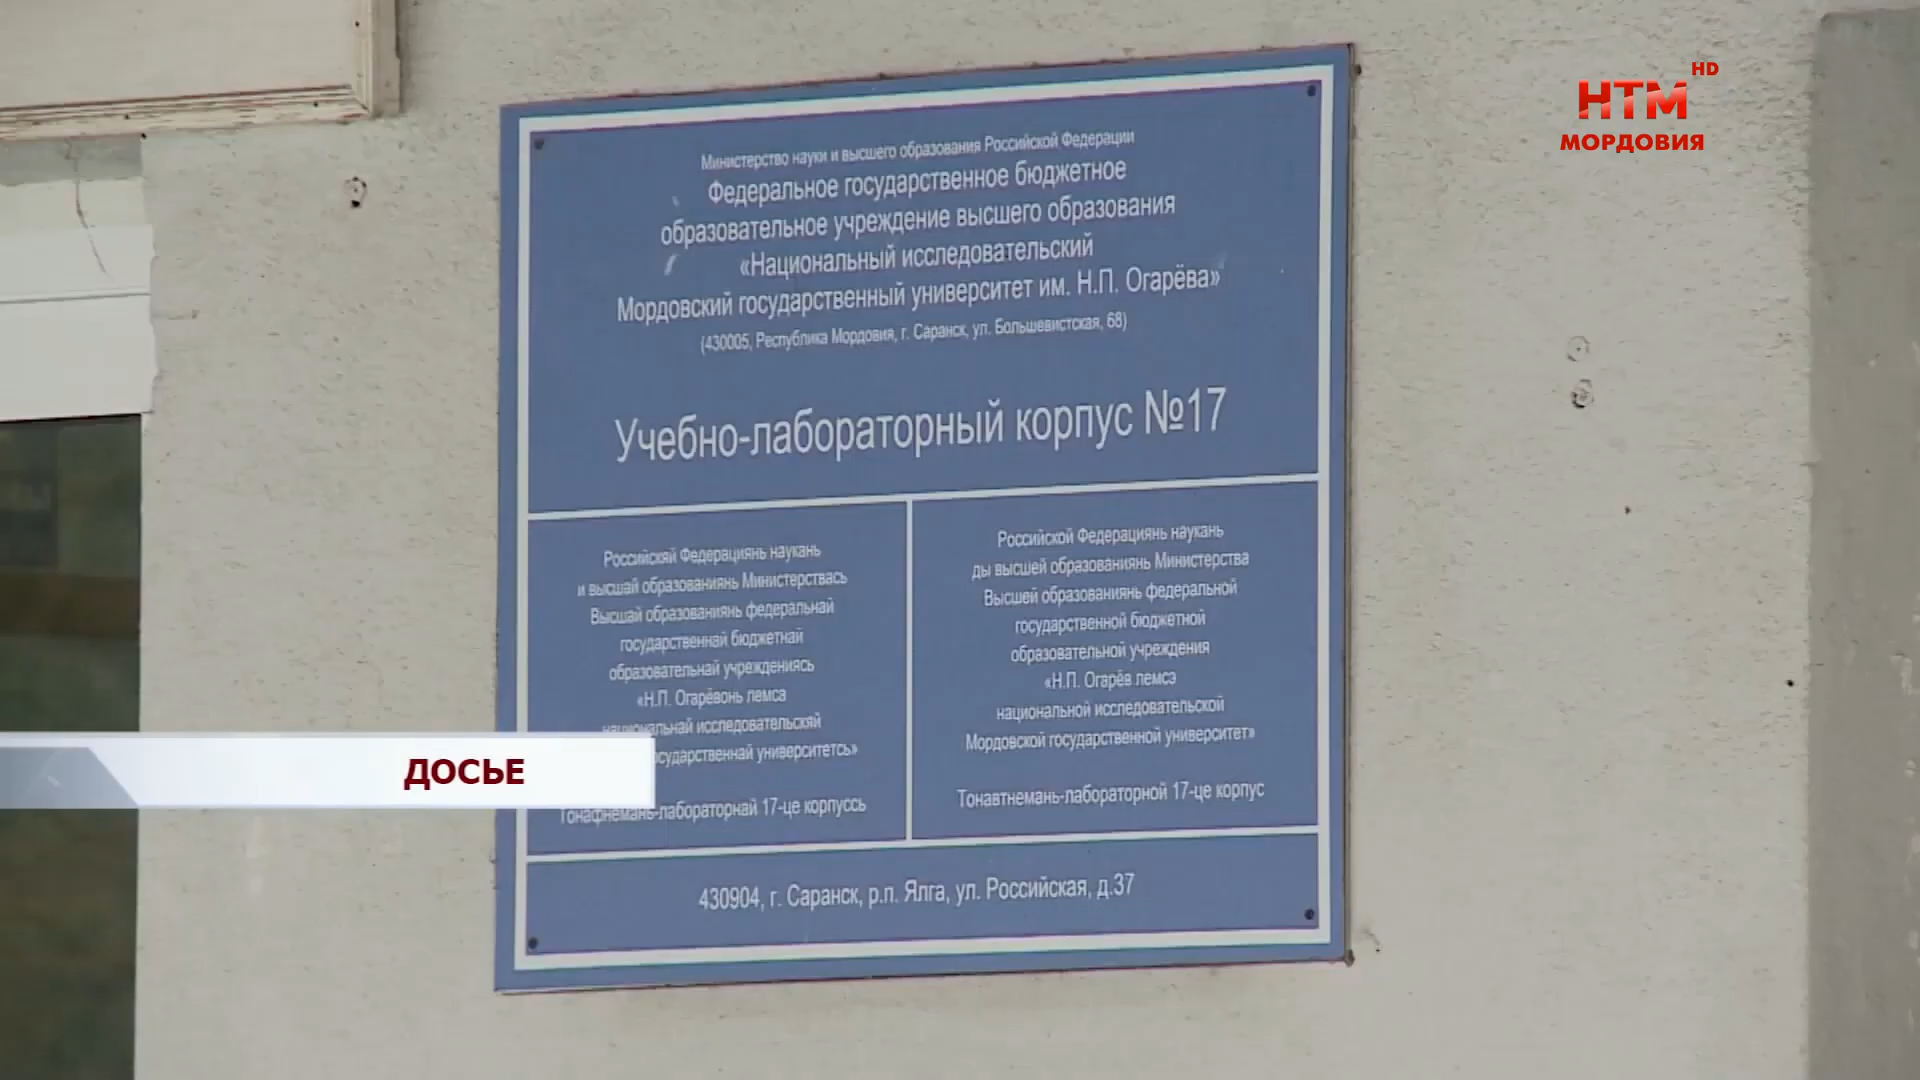 HD
НТМ
МОРДОВИЯ
Министерство науки и высшего образования Российской Федерации
Федеральное государственное бюджетное
образовательное учреждение высшего образования
«Национальный исследовательский
Мордовский государственный университет им. Н.П. Огарёва»
(430005, Республика Мордовия, г. Саранск, ул. Большевистская, 68)
Учебно-лабораторный корпус №17
Российскяй Федерациянь наукань
и высшай образованиянь Министерствась
Высшай образованиянь федеральнай
государственнай бюджетнай
образовательнай учреждениясь
«Н.П. Огарёвонь лемса
национальнай исследовательскяй
государственнай университетсь»
Тонафнемань-лабораторнай 17-це корпуссь
Российской Федерациянь наукань
ды высшей образованиянь Министерства
Высшей образованиянь федеральной
государственной бюджетной
образовательной учреждения
«Н.П. Огарёв лемсэ
национальной исследовательской
Мордовской государственной университет»
Тонавтнемань-лабораторной 17-це корпус
430904, г. Саранск, р.п. Ялга, ул. Российская, д.37
ДОСЬЕ